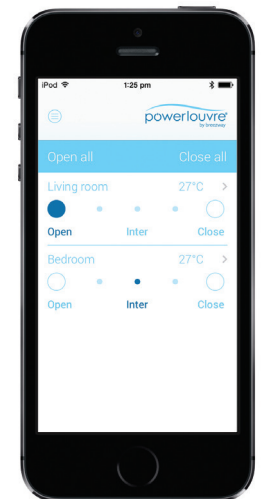 iPod 1:25 pm
powerlouvre®
by breezway
Open all Close all
Living room 27°C >
Open Inter Close
Bedroom 27°C >
Open Inter Close